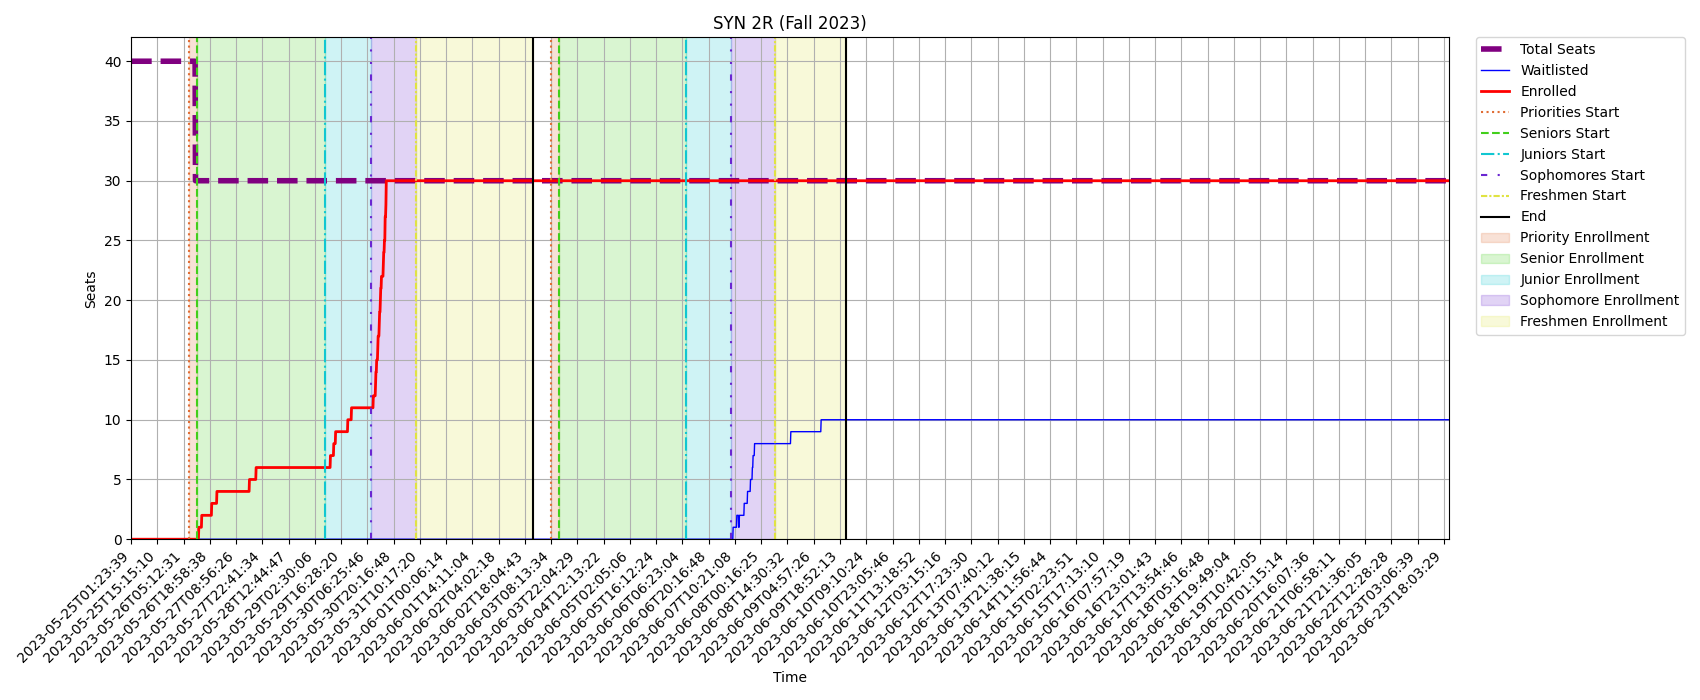 SYN 2R (Fall 2023)
Seats
40
35
30
25
20
15
10
5
0
2023-05-25T01:23:39
2023-05-25T15:15:10
2023-05-26T05:12:31
2023-05-26T18:58:38
2023-05-27T08:56:26
2023-05-27T22:41:34
2023-05-28T12:44:47
2023-05-29T02:30:06
2023-05-29T16:28:20
2023-05-30T06:25:46
2023-05-30T20:16:48
2023-05-31T10:17:20
2023-06-01T00:06:14
2023-06-01T14:11:04
2023-06-02T04:02:18
2023-06-02T18:04:43
2023-06-03T08:13:34
2023-06-03T22:04:29
2023-06-04T12:13:22
2023-06-05T02:05:06
2023-06-05T16:12:24
2023-06-06T06:23:04
2023-06-06T20:16:48
2023-06-07T10:21:08
2023-06-08T00:16:25
2023-06-08T14:30:32
2023-06-09T04:57:26
2023-06-09T18:52:13
2023-06-10T09:10:24
2023-06-10T23:05:46
2023-06-11T13:18:52
2023-06-12T03:15:16
2023-06-12T17:23:30
2023-06-13T07:40:12
2023-06-13T21:38:15
2023-06-14T11:56:44
2023-06-15T02:23:51
2023-06-15T17:13:10
2023-06-16T07:57:19
2023-06-16T23:01:43
2023-06-17T13:54:46
2023-06-18T05:16:48
2023-06-18T19:49:04
2023-06-19T10:42:05
2023-06-20T01:15:14
2023-06-20T16:07:36
2023-06-21T06:58:11
2023-06-21T21:36:05
2023-06-22T12:28:28
2023-06-23T03:06:39
2023-06-23T18:03:29
Time
Total Seats
Waitlisted
Enrolled
Priorities Start
Seniors Start
Juniors Start
Sophomores Start
Freshmen Start
End
Priority Enrollment
Senior Enrollment
Junior Enrollment
Sophomore Enrollment
Freshmen Enrollment